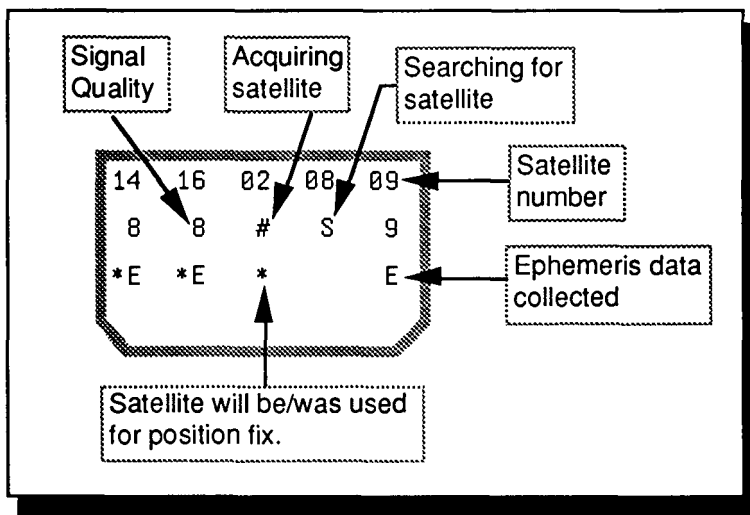 Signal
Quality
Acquiring
satellite
Searching for
satellite
14 16 02 08 09
Satellite
number
8 8 # S 9
*E *E * E
Ephemeris data
collected
Satellite will be/was used
for position fix.